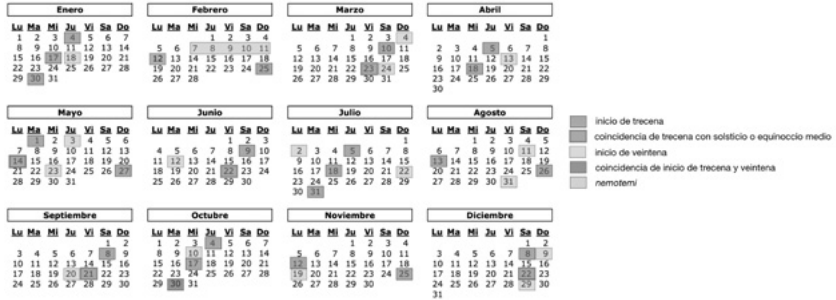 Enero
Lu Ma Mi Ju Vi Sa Do
1 2 3 4 5 6 7
8 9 10 11 12 13 14
15 16 17 18 19 20 21
22 23 24 25 26 27 28
29 30 31
Febrero
Lu Ma Mi Ju Vi Sa Do
1 2 3 4
5 6 7 8 9 10 11
12 13 14 15 16 17 18
19 20 21 22 23 24 25
26 27 28
Marzo
Lu Ma Mi Ju Vi Sa Do
1 2 3 4
5 6 7 8 9 10 11
12 13 14 15 16 17 18
19 20 21 22 23 24 25
26 27 28 29 30 31
Abril
Lu Ma Mi Ju Vi Sa Do
1
2 3 4 5 6 7 8
9 10 11 12 13 14 15
16 17 18 19 20 21 22
23 24 25 26 27 28 29
30
Mayo
Lu Ma Mi Ju Vi Sa Do
1 2 3 4 5 6
7 8 9 10 11 12 13
14 15 16 17 18 19 20
21 22 23 24 25 26 27
28 29 30 31
Junio
Lu Ma Mi Ju Vi Sa Do
1 2 3
4 5 6 7 8 9 10
11 12 13 14 15 16 17
18 19 20 21 22 23 24
25 26 27 28 29 30
Julio
Lu Ma Mi Ju Vi Sa Do
1
2 3 4 5 6 7 8
9 10 11 12 13 14 15
16 17 18 19 20 21 22
23 24 25 26 27 28 29
30 31
Agosto
Lu Ma Mi Ju Vi Sa Do
1 2 3 4 5
6 7 8 9 10 11 12
13 14 15 16 17 18 19
20 21 22 23 24 25 26
27 28 29 30 31
inicio de trecena
coincidencia de trecena con solsticio o equinoccio medio
inicio de veintena
coincidencia de inicio de trecena y veintena
nemotemi
Septiembre
Lu Ma Mi Ju Vi Sa Do
1 2
3 4 5 6 7 8 9
10 11 12 13 14 15 16
17 18 19 20 21 22 23
24 25 26 27 28 29 30
Octubre
Lu Ma Mi Ju Vi Sa Do
1 2 3 4 5 6 7
8 9 10 11 12 13 14
15 16 17 18 19 20 21
22 23 24 25 26 27 28
29 30 31
Noviembre
Lu Ma Mi Ju Vi Sa Do
1 2 3 4
5 6 7 8 9 10 11
12 13 14 15 16 17 18
19 20 21 22 23 24 25
26 27 28 29 30
Diciembre
Lu Ma Mi Ju Vi Sa Do
1 2
3 4 5 6 7 8 9
10 11 12 13 14 15 16
17 18 19 20 21 22 23
24 25 26 27 28 29 30
31